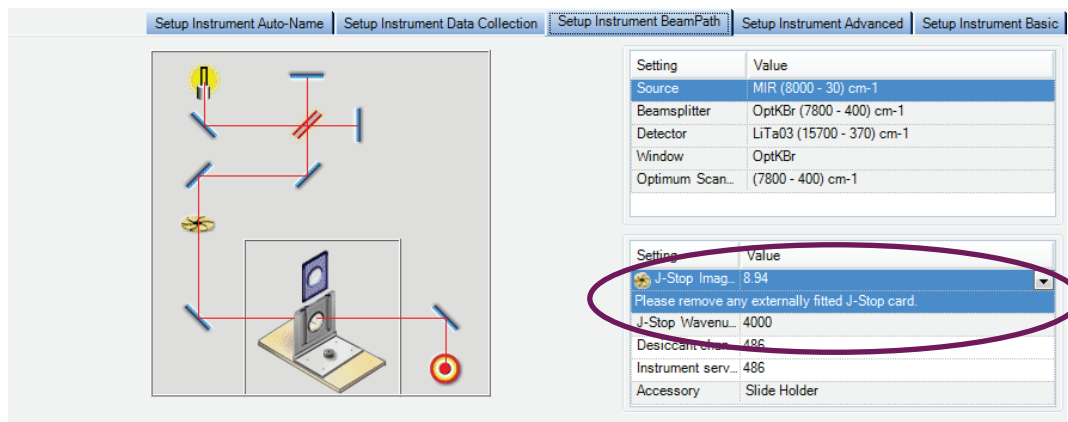 Setup Instrument Auto-Name Setup Instrument Data Collection Setup Instrument BeamPath Setup Instrument Advanced Setup Instrument Basic
Setting Value
Source MIR (8000 - 30) cm-1
Beamsplitter OptKBr (7800 - 400) cm-1
Detector LiTa03 (15700 - 370) cm-1
Window OptKBr
Optimum Scan... (7800 - 400) cm-1
Setting Value
J-Stop Imag... 8.94
Please remove any externally fitted J-Stop card.
J-Stop Wavenu... 4000
Desiccant chan... 486
Instrument serv... 486
Accessory Slide Holder